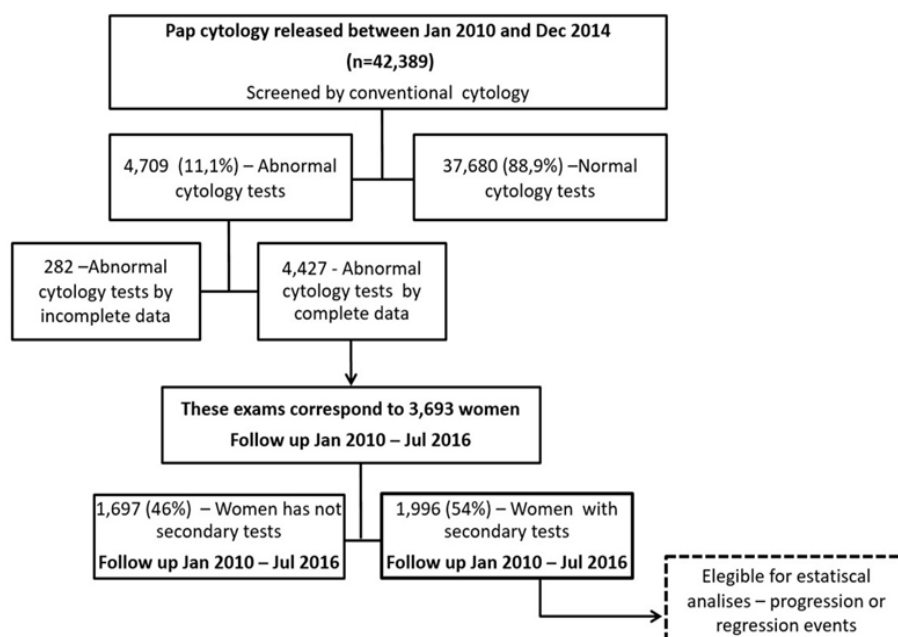 Pap cytology released between Jan 2010 and Dec 2014
(n=42,389)
Screened by conventional cytology
4,709 (11,1%) – Abnormal
cytology tests
37,680 (88,9%) –Normal
cytology tests
282 –Abnormal
cytology tests by
incomplete data
4,427 - Abnormal
cytology tests by
complete data
These exams correspond to 3,693 women
Follow up Jan 2010 – Jul 2016
1,697 (46%) – Women has not
secondary tests
Follow up Jan 2010 – Jul 2016
1,996 (54%) – Women with
secondary tests
Follow up Jan 2010 – Jul 2016
Elegible for estatiscal
analises – progression or
regression events